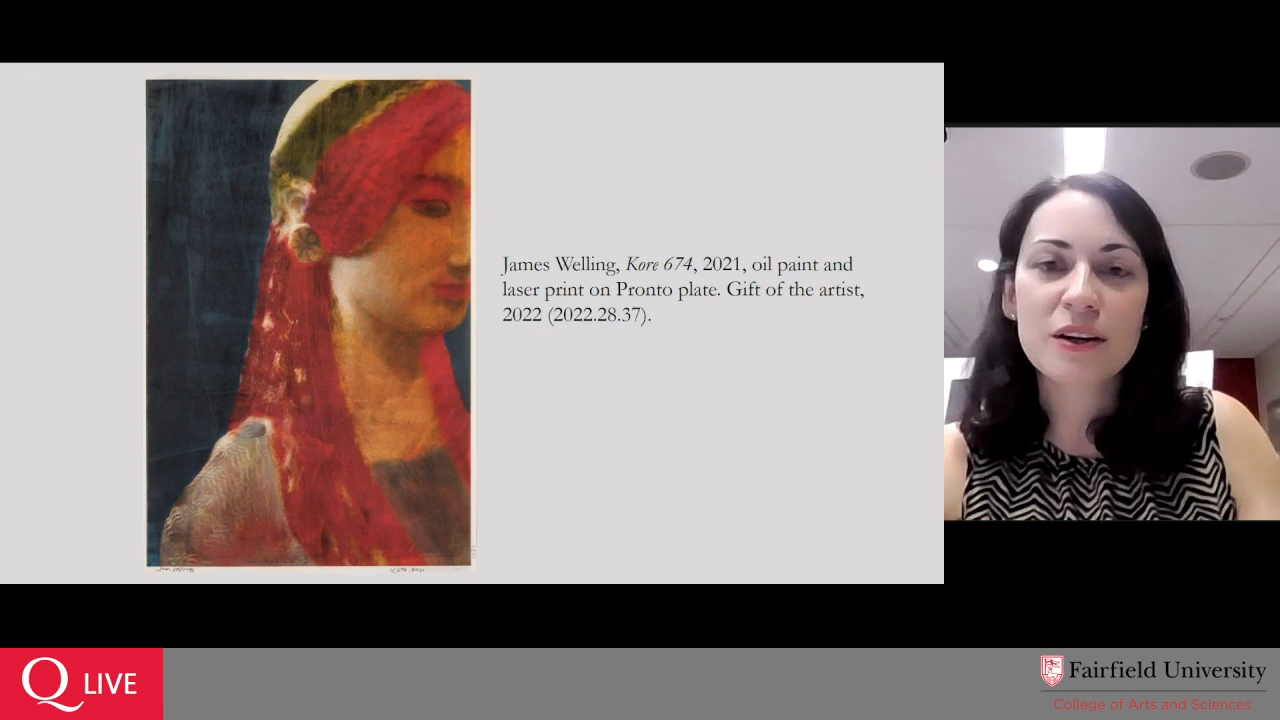 James Welling, Kore 674, 2021, oil paint and
laser print on Pronto plate. Gift of the artist,
2022 (2022.28.37).
Q LIVE
Fairfield University
College of Arts and Sciences